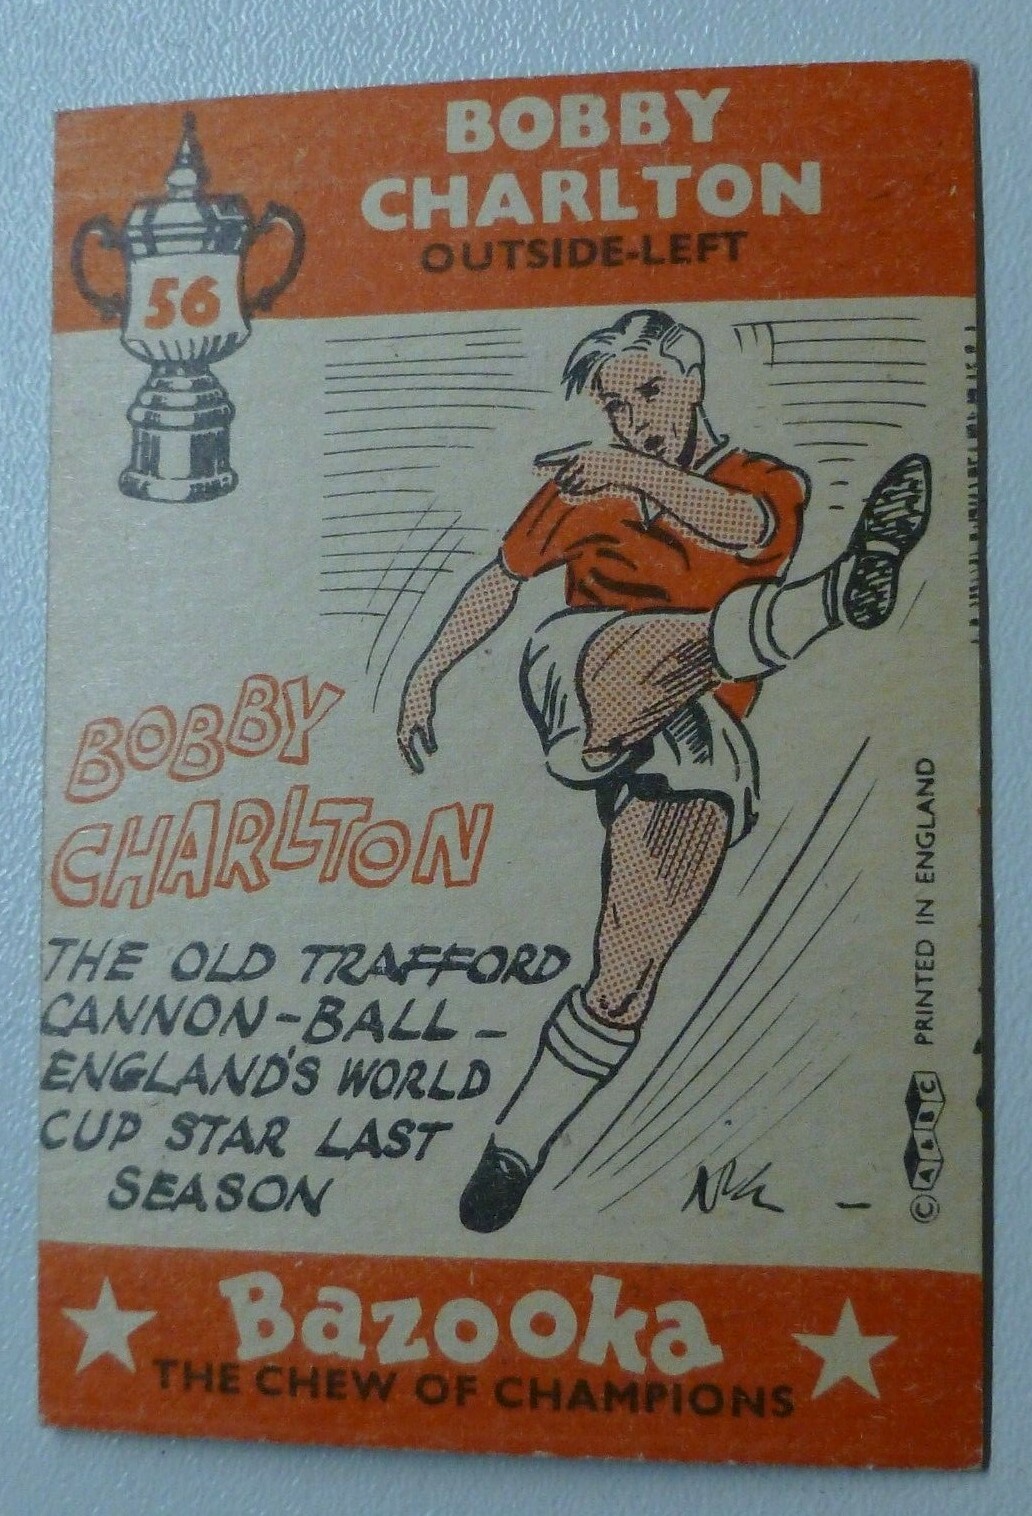 BOBBY
CHARLTON
OUTSIDE-LEFT
56
BOBBY
CHARLTON
THE OLD TRAFFORD
CANNON-BALL-
ENGLAND'S WORLD
CUP STAR LAST
SEASON
© A & BC PRINTED IN ENGLAND
Bazooka
THE CHEW OF CHAMPIONS